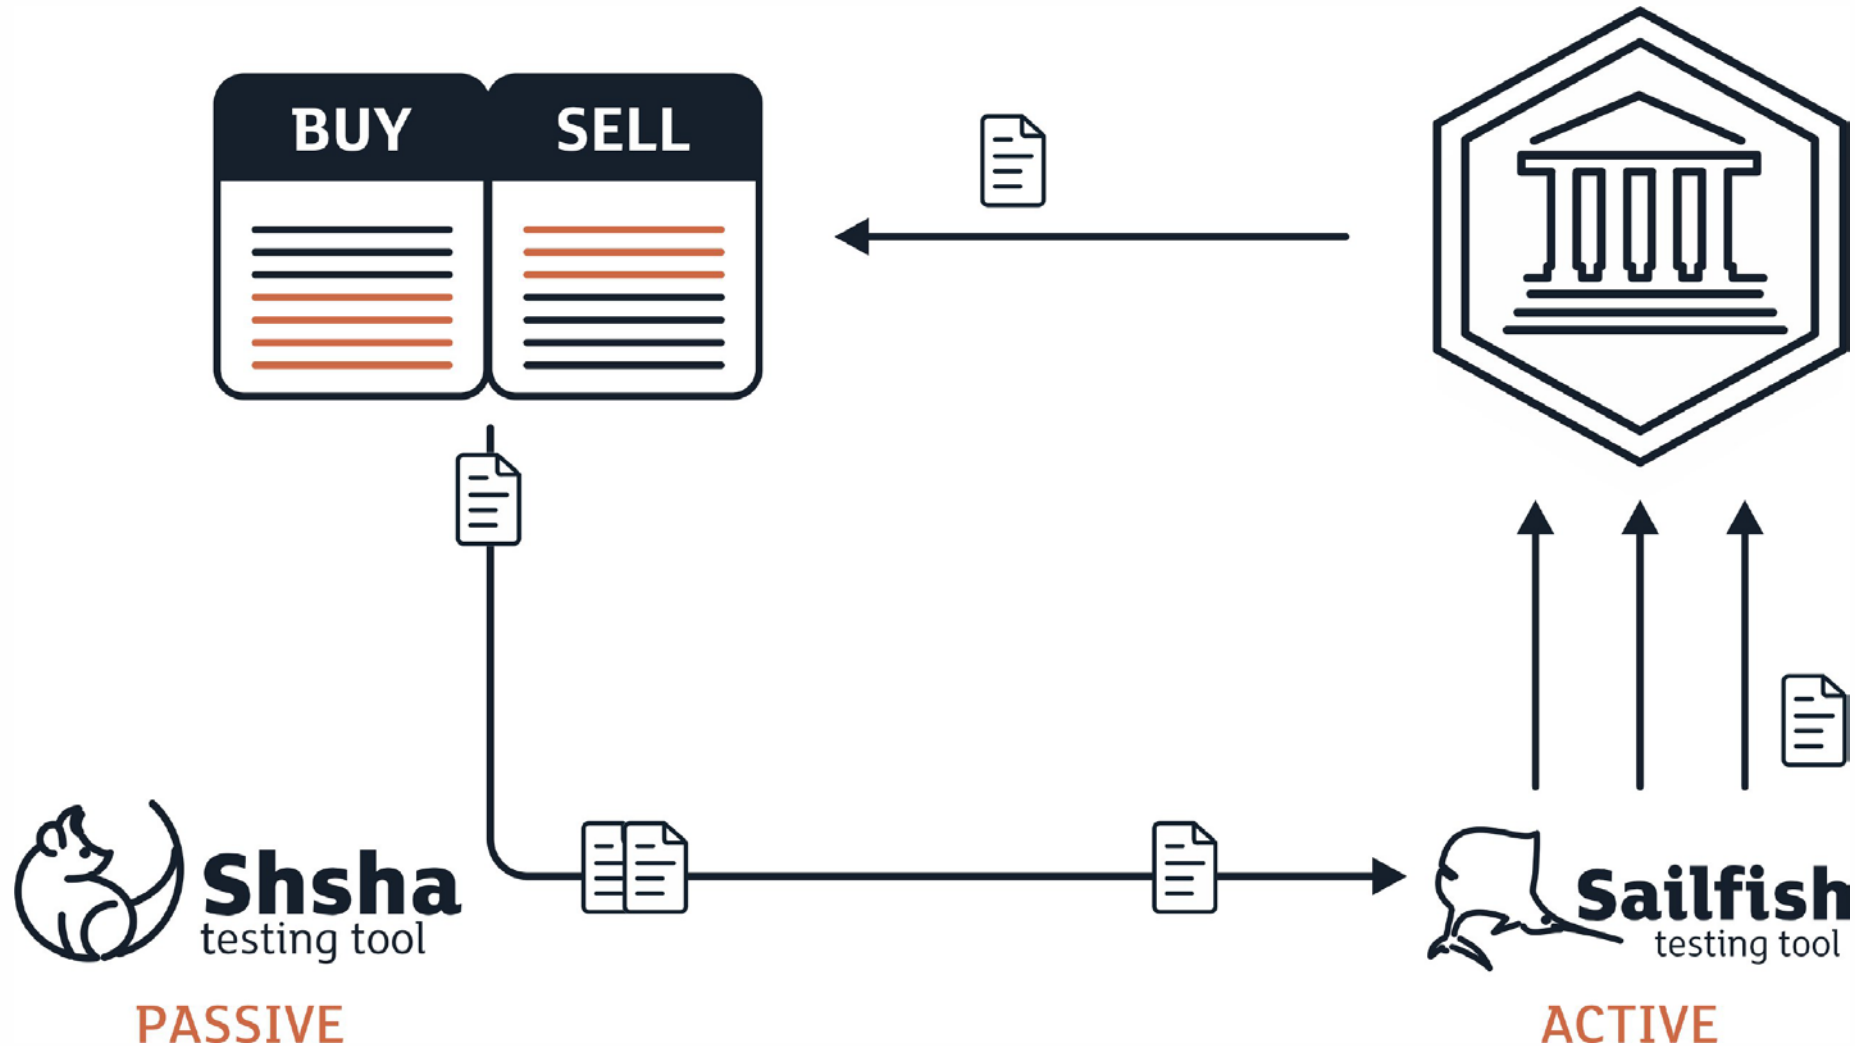 BUY
SELL
Shsha
testing tool
PASSIVE
Sailfish
testing tool
ACTIVE